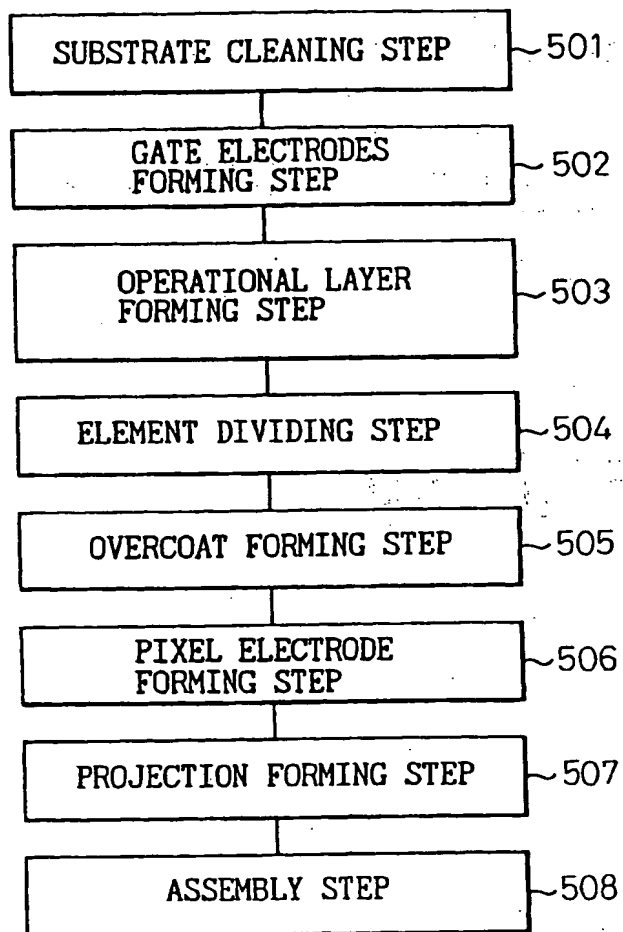 SUBSTRATE CLEANING STEP 501
GATE ELECTRODES
FORMING STEP 502
OPERATIONAL LAYER
FORMING STEP 503
ELEMENT DIVIDING STEP 504
OVERCOAT FORMING STEP 505
PIXEL ELECTRODE
FORMING STEP 506
PROJECTION FORMING STEP 507
ASSEMBLY STEP 508